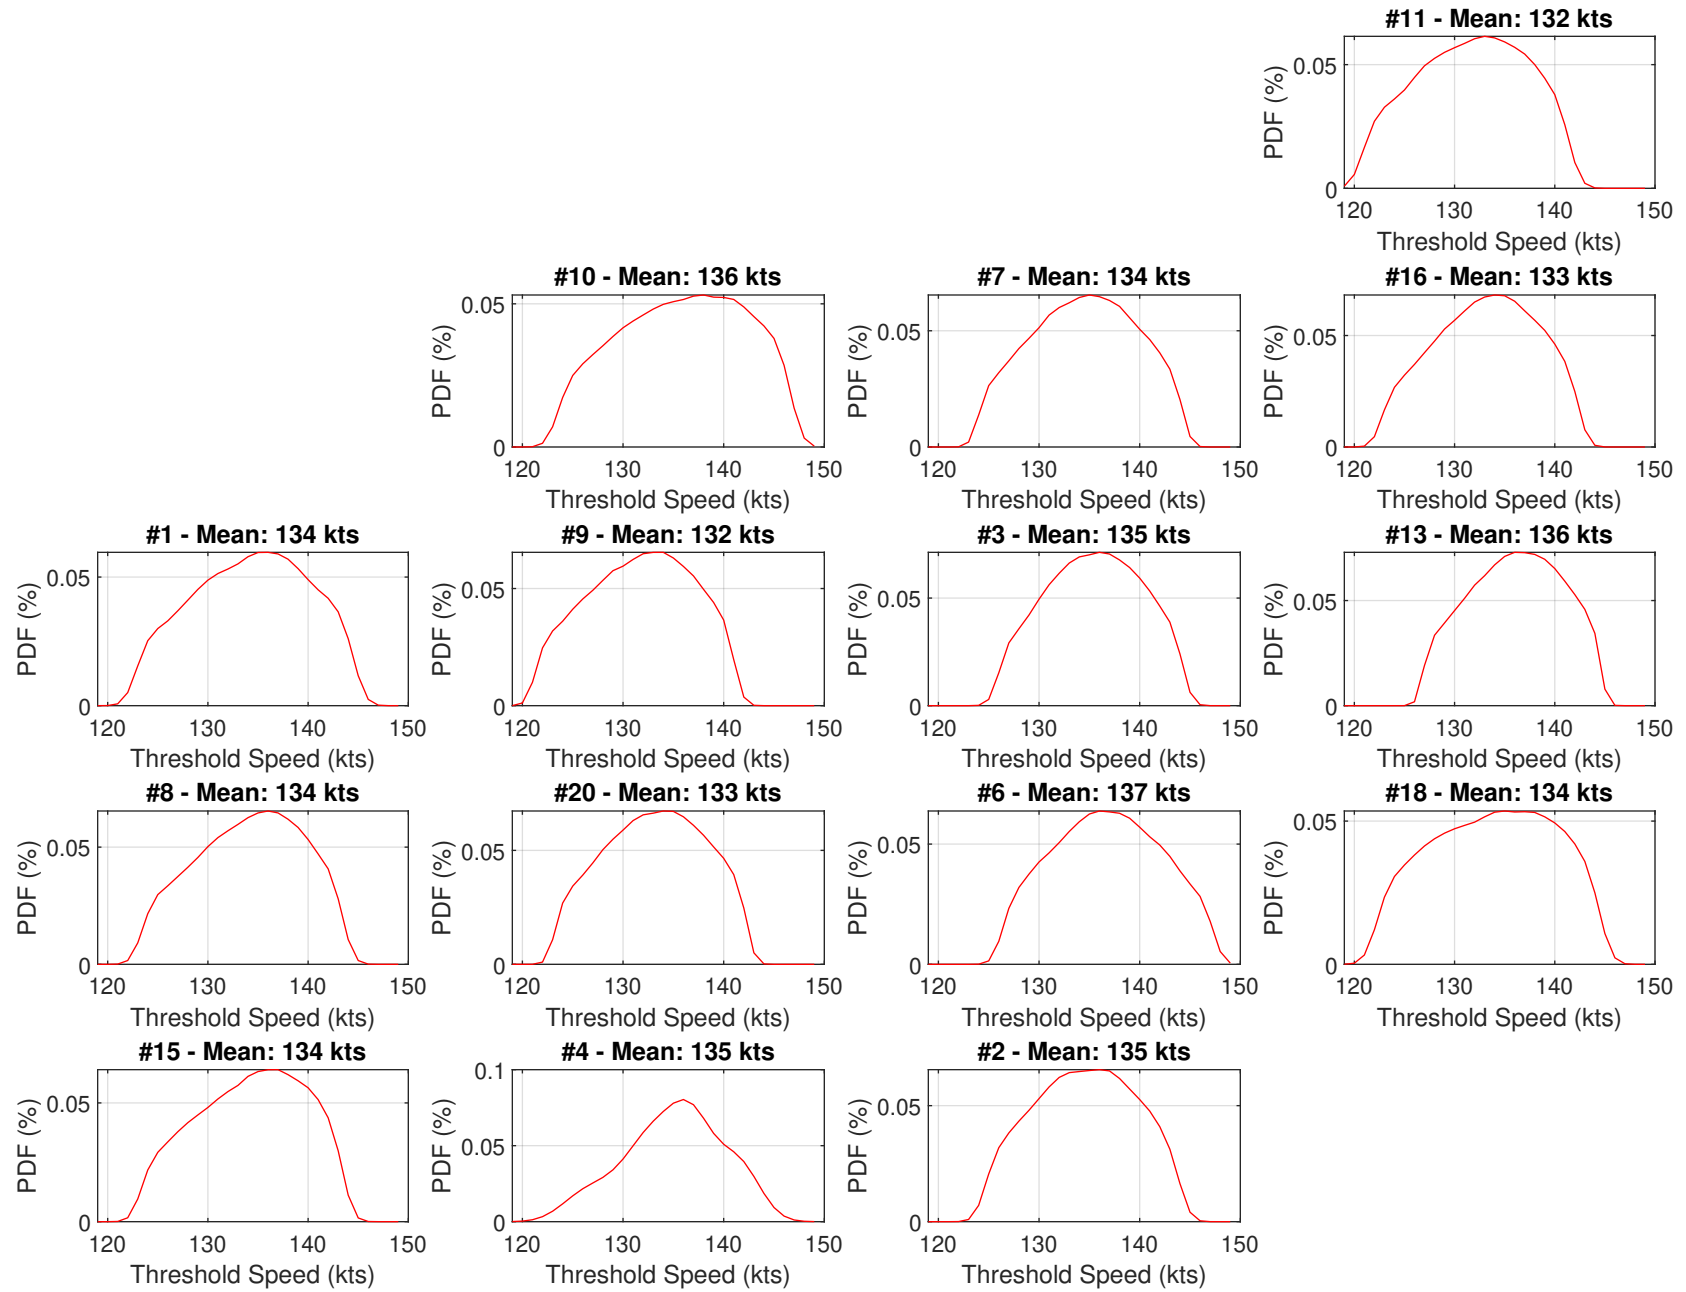 #11 - Mean: 132 kts
PDF (%)
0.05
0
120 130 140 150
Threshold Speed (kts)
#10 - Mean: 136 kts
PDF (%)
0.05
0
120 130 140 150
Threshold Speed (kts)
#7 - Mean: 134 kts
PDF (%)
0.05
0
120 130 140 150
Threshold Speed (kts)
#16 - Mean: 133 kts
PDF (%)
0.05
0
120 130 140 150
Threshold Speed (kts)
#1 - Mean: 134 kts
PDF (%)
0.05
0
120 130 140 150
Threshold Speed (kts)
#9 - Mean: 132 kts
PDF (%)
0.05
0
120 130 140 150
Threshold Speed (kts)
#3 - Mean: 135 kts
PDF (%)
0.05
0
120 130 140 150
Threshold Speed (kts)
#13 - Mean: 136 kts
PDF (%)
0.05
0
120 130 140 150
Threshold Speed (kts)
#8 - Mean: 134 kts
PDF (%)
0.05
0
120 130 140 150
Threshold Speed (kts)
#20 - Mean: 133 kts
PDF (%)
0.05
0
120 130 140 150
Threshold Speed (kts)
#6 - Mean: 137 kts
PDF (%)
0.05
0
120 130 140 150
Threshold Speed (kts)
#18 - Mean: 134 kts
PDF (%)
0.05
0
120 130 140 150
Threshold Speed (kts)
#15 - Mean: 134 kts
PDF (%)
0.05
0
120 130 140 150
Threshold Speed (kts)
#4 - Mean: 135 kts
PDF (%)
0.1
0.05
0
120 130 140 150
Threshold Speed (kts)
#2 - Mean: 135 kts
PDF (%)
0.05
0
120 130 140 150
Threshold Speed (kts)